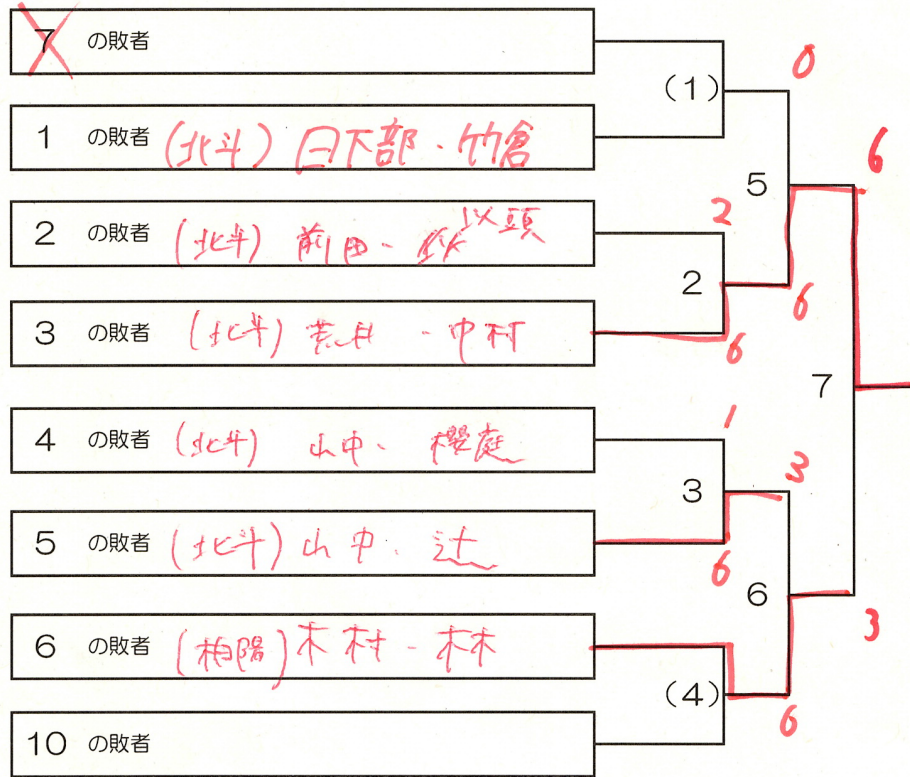 7 の敗者
(1)
0
1 の敗者 (北斗) 日下部・竹倉
6
5
2
2 の敗者 (北斗) 前田-
2
6
3 の敗者 (北斗) 荒井-中村
6
7
4 の敗者 (北斗) 山中・櫻庭
1
3
3
5 の敗者 (北斗) 山中・辻
6
6
3
6 の敗者 (柏陽) 木村-林
(4)
6
10 の敗者